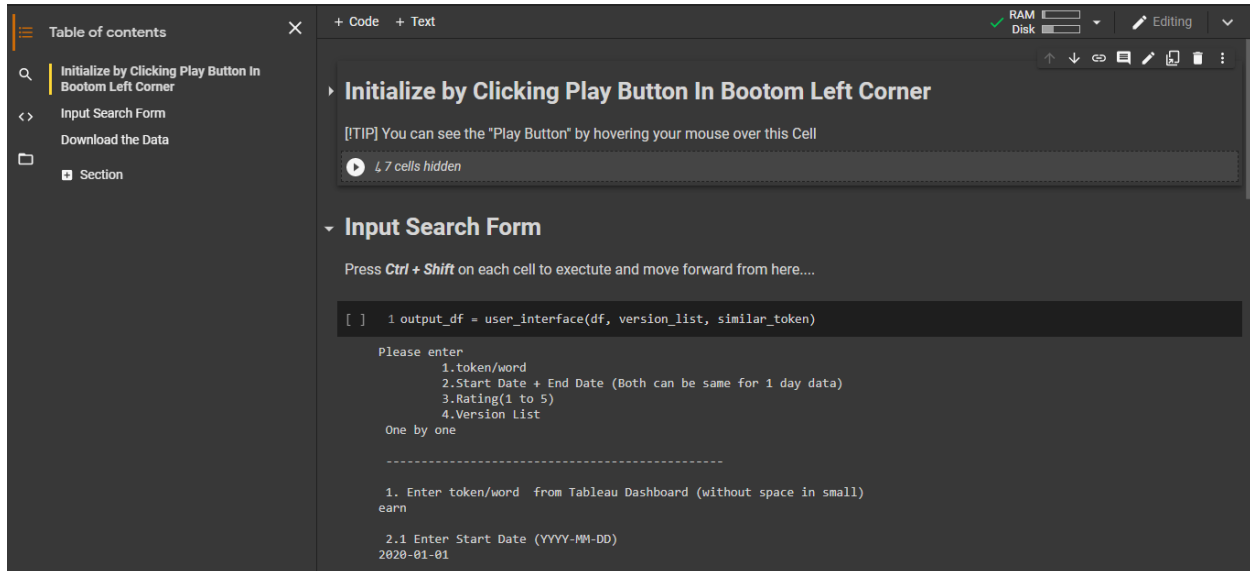 Table of contents
Initialize by Clicking Play Button In
Bootom Left Corner
Input Search Form
Download the Data
Section
+ Code + Text
RAM
Disk
Editing
Initialize by Clicking Play Button In Bootom Left Corner
[!TIP] You can see the "Play Button" by hovering your mouse over this Cell
7 cells hidden
Input Search Form
Press Ctrl + Shift on each cell to exectute and move forward from here....
[ ] 1 output_df = user_interface(df, version_list, similar_token)
Please enter
1.token/word
2.Start Date + End Date (Both can be same for 1 day data)
3.Rating(1 to 5)
4.Version List
One by one
------------------------------------------------
1. Enter token/word from Tableau Dashboard (without space in small)
earn
2.1 Enter Start Date (YYYY-MM-DD)
2020-01-01